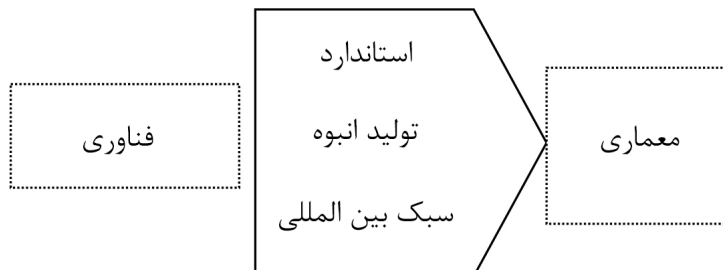 استاندارد
فناوری
تولید انبوه
معماری
سبک بین المللی